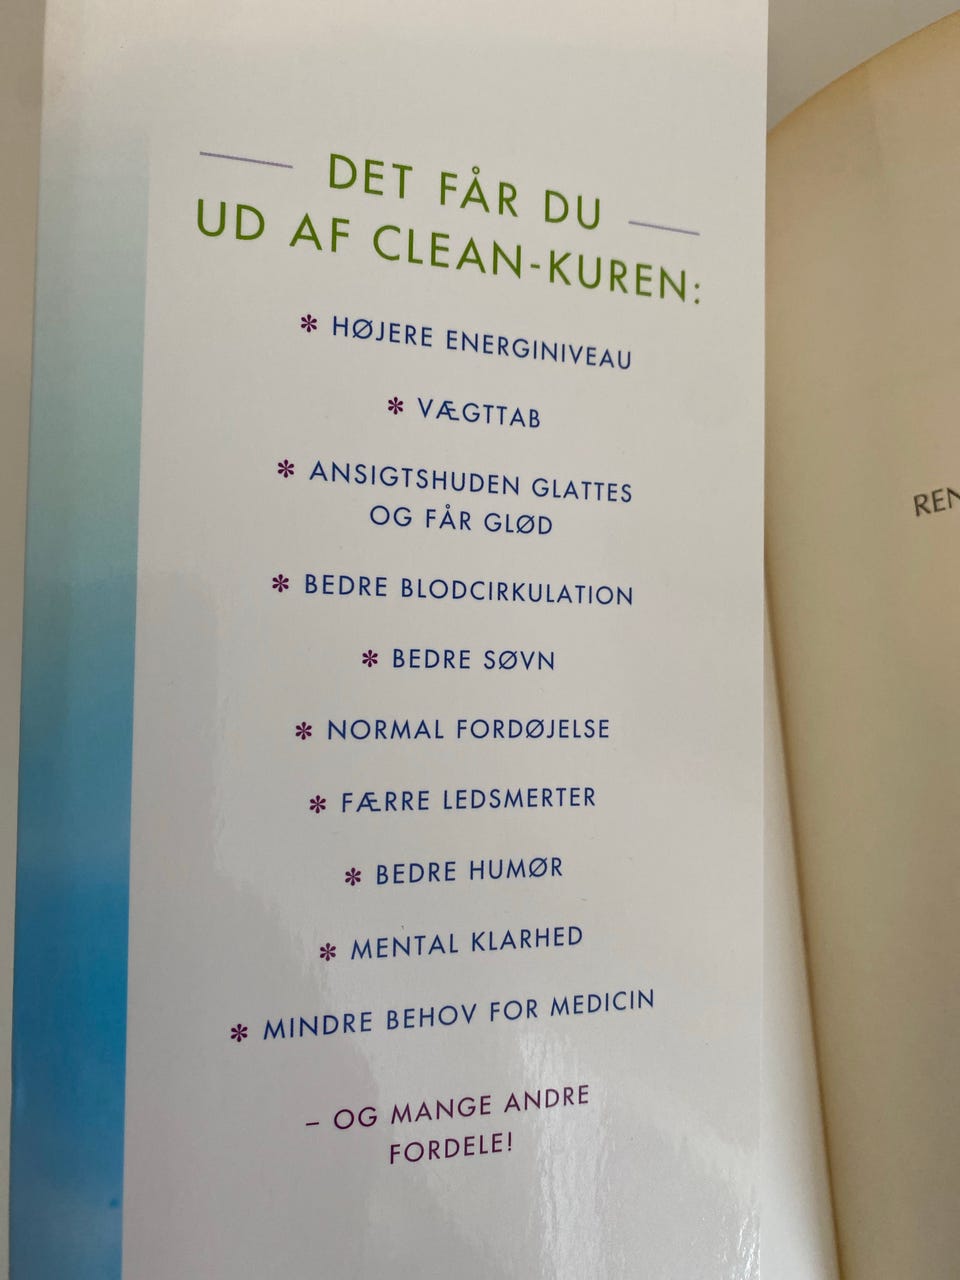 DET FÅR DU
UD AF CLEAN-KUREN:
* HØJERE ENERGINIVEAU
* VÆGTTAB
* ANSIGTSHUDEN GLATTES
OG FÅR GLØD
* BEDRE BLODCIRKULATION
* BEDRE SØVN
* NORMAL FORDØJELSE
* FÆRRE LEDSMERTER
* BEDRE HUMØR
* MENTAL KLARHED
* MINDRE BEHOV FOR MEDICIN
– OG MANGE ANDRE
FORDELE!